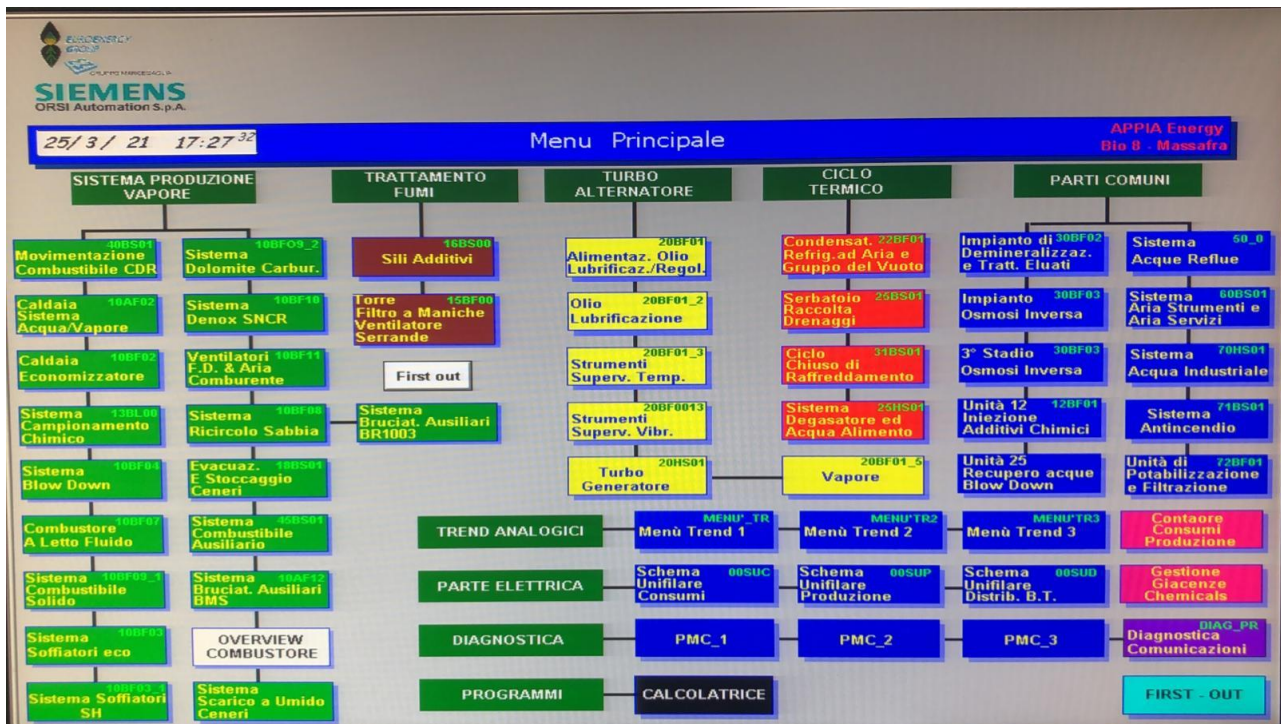 EUROENERGY
GROUP
GRUPPO MARCEGAGLIA
SIEMENS
ORSI Automation S.p.A.
25/ 3 / 21 17:27 32
Menu Principale
APPIA Energy
Bio 8 - Massafra
SISTEMA PRODUZIONE
VAPORE
40BS01
Movimentazione
Combustibile CDR
10AF02
Caldaia
Sistema
Acqua/Vapore
10BF02
Caldaia
Economizzatore
13BL00
Sistema
Campionamento
Chimico
10BF04
Sistema
Blow Down
10BF07
Combustore
A Letto Fluido
10BF09_1
Sistema
Combustibile
Solido
10BF03
Sistema
Soffiatori eco
10BF03_1
Sistema Soffiatori
SH
10BFO9_2
Sistema
Dolomite Carbur.
10BF10
Sistema
Denox SNCR
10BF11
Ventilatori
F.D. & Aria
Comburente
10BF08
Sistema
Ricircolo Sabbia
18BS01
Evacuaz.
E Stoccaggio
Ceneri
45BS01
Sistema
Combustibile
Ausiliario
10AF12
Sistema
Bruciat. Ausiliari
BMS
OVERVIEW
COMBUSTORE
Sistema
Scarico a Umido
Ceneri
TRATTAMENTO
FUMI
16BS00
Sili Additivi
15BF00
Torre
Filtro a Maniche
Ventilatore
Serrande
First out
Sistema
Bruciat. Ausiliari
BR1003
TURBO
ALTERNATORE
20BF01
Alimentaz. Olio
Lubrificaz./Regol.
20BF01_2
Olio
Lubrificazione
20BF01_3
Strumenti
Superv. Temp.
20BF0013
Strumenti
Superv. Vibr.
20HS01
Turbo
Generatore
CICLO
TERMICO
22BF01
Condensat.
Refrig.ad Aria e
Gruppo del Vuoto
25BS01
Serbatoio
Raccolta
Drenaggi
31BS01
Ciclo
Chiuso di
Raffreddamento
25HS01
Sistema
Degasatore ed
Acqua Alimento
20BF01_5
Vapore
PARTI COMUNI
30BF02
Impianto di
Demineralizzaz.
e Tratt. Eluati
30BF03
Impianto
Osmosi Inversa
30BF03
3° Stadio
Osmosi Inversa
12BF01
Unità 12
Iniezione
Additivi Chimici
Unità 25
Recupero acque
Blow Down
50_0
Sistema
Acque Reflue
60BS01
Sistema
Aria Strumenti e
Aria Servizi
70HS01
Sistema
Acqua Industriale
71BS01
Sistema
Antincendio
72BF01
Unità di
Potabilizzazione
e Filtrazione
TREND ANALOGICI
MENU'_TR
Menù Trend 1
MENU'TR2
Menù Trend 2
MENU'TR3
Menù Trend 3
Contaore
Consumi
Produzione
PARTE ELETTRICA
00SUC
Schema
Unifilare
Consumi
00SUP
Schema
Unifilare
Produzione
00SUD
Schema
Unifilare
Distrib. B.T.
Gestione
Giacenze
Chemicals
DIAGNOSTICA
PMC_1
PMC_2
PMC_3
DIAG_PR
Diagnostica
Comunicazioni
PROGRAMMI
CALCOLATRICE
FIRST - OUT